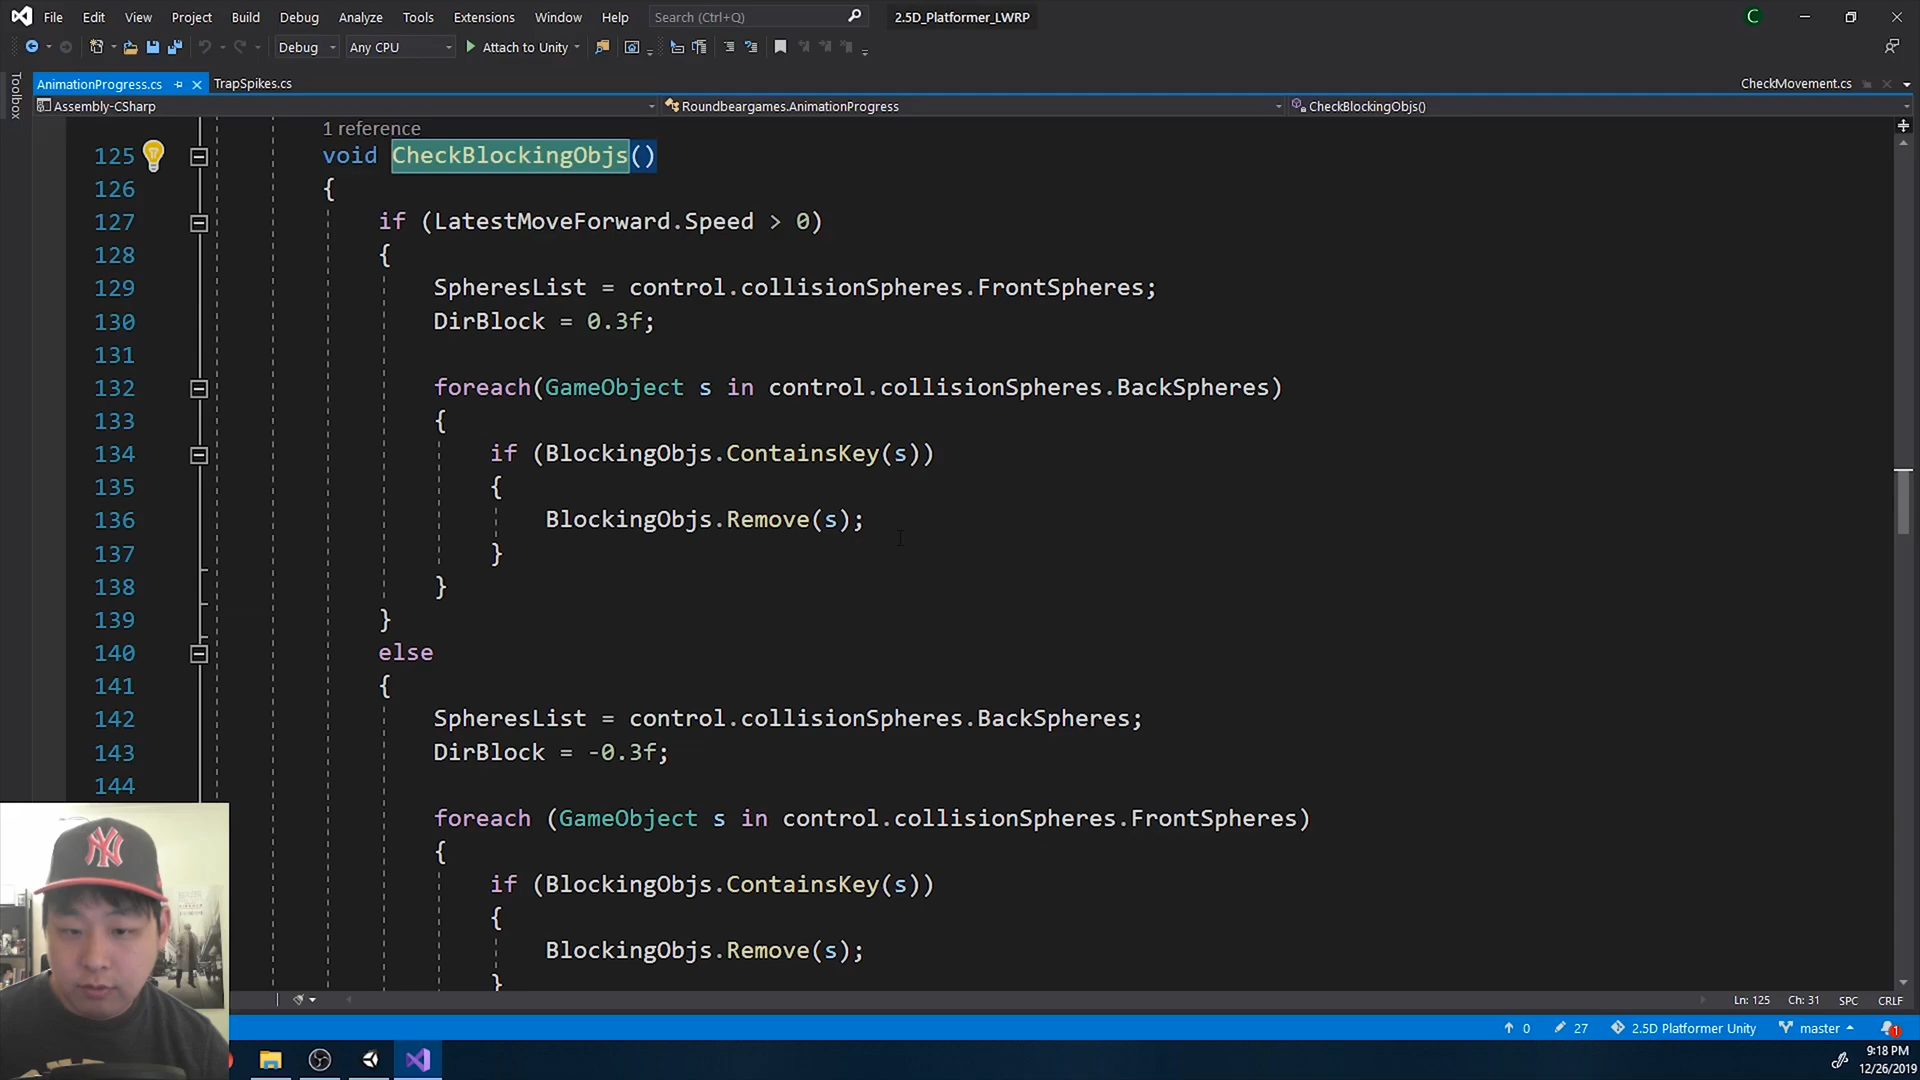 File Edit View Project Build Debug Analyze Tools Extensions Window Help Search (Ctrl+Q) 2.5D_Platformer_LWRP C
Debug Any CPU Attach to Unity
Toolbox
AnimationProgress.cs TrapSpikes.cs CheckMovement.cs
Assembly-CSharp Roundbeargames.AnimationProgress CheckBlockingObjs()
1 reference
125 void CheckBlockingObjs()
126 {
127 if (LatestMoveForward.Speed > 0)
128 {
129 SpheresList = control.collisionSpheres.FrontSpheres;
130 DirBlock = 0.3f;
131
132 foreach(GameObject s in control.collisionSpheres.BackSpheres)
133 {
134 if (BlockingObjs.ContainsKey(s))
135 {
136 BlockingObjs.Remove(s);
137 }
138 }
139 }
140 else
141 {
142 SpheresList = control.collisionSpheres.BackSpheres;
143 DirBlock = -0.3f;
144
foreach (GameObject s in control.collisionSpheres.FrontSpheres)
{
if (BlockingObjs.ContainsKey(s))
{
BlockingObjs.Remove(s);
}
Ln: 125 Ch: 31 SPC CRLF
0 27 2.5D Platformer Unity master 1
9:18 PM
12/26/2019